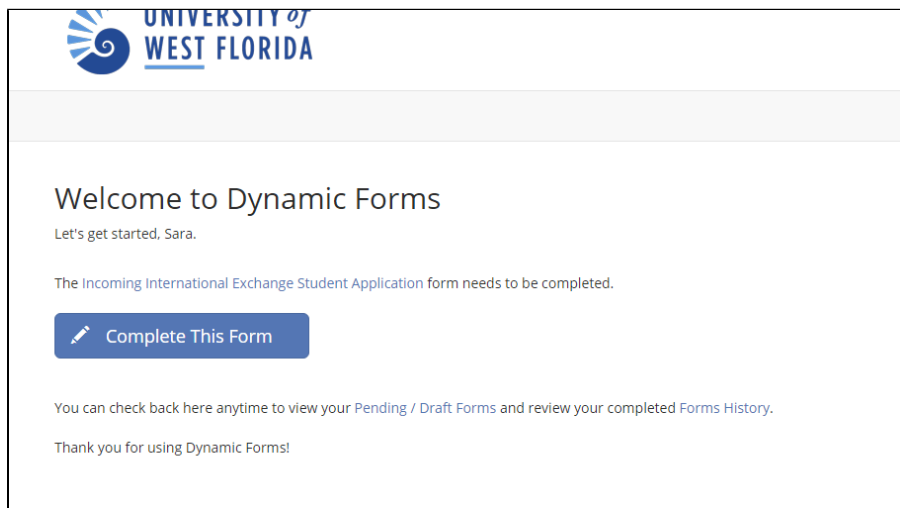 UNIVERSITY of
WEST FLORIDA
Welcome to Dynamic Forms
Let's get started, Sara.
The Incoming International Exchange Student Application form needs to be completed.
Complete This Form
You can check back here anytime to view your Pending / Draft Forms and review your completed Forms History.
Thank you for using Dynamic Forms!